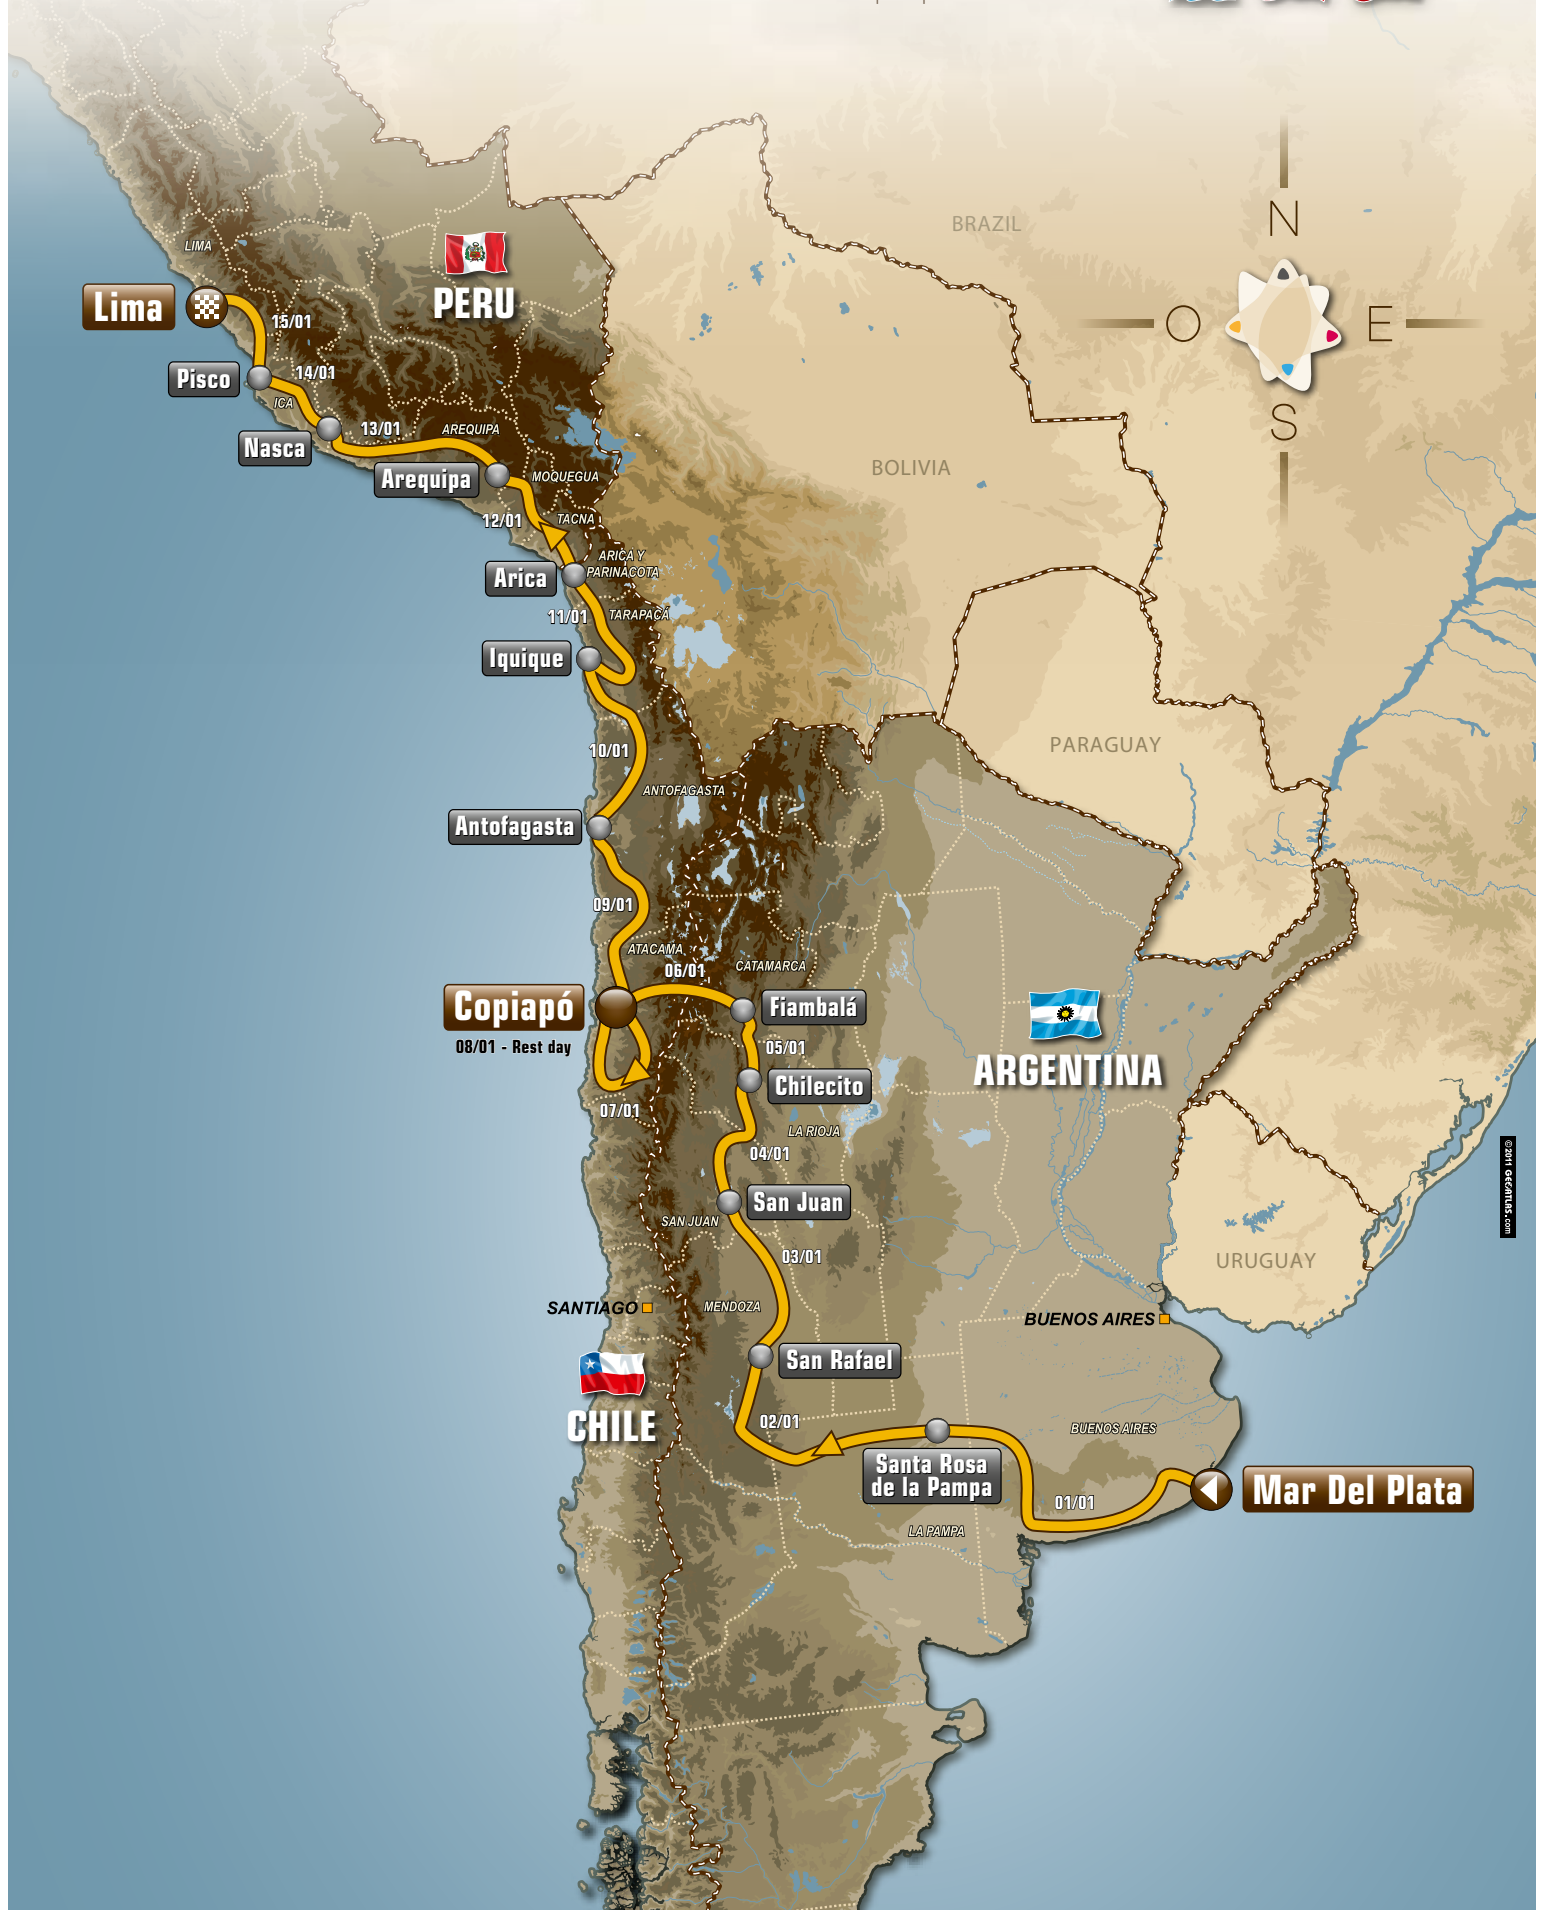 N
BRAZIL
LIMA
PERU
Lima
15/01
O
E
Pisco
14/01
ICA
S
13/01
AREQUIPA
Nasca
BOLIVIA
Arequipa
MOQUEGUA
12/01
TACNA
ARICA Y
PARINACOTA
Arica
11/01
TARAPACÁ
Iquique
10/01
PARAGUAY
ANTOFAGASTA
Antofagasta
09/01
ATACAMA
06/01
CATAMARCA
Copiapó
Fiambalá
08/01 - Rest day
05/01
ARGENTINA
Chilecito
07/01
LA RIOJA
04/01
©2011 GEOATLAS.com
San Juan
SAN JUAN
03/01
URUGUAY
SANTIAGO
MENDOZA
BUENOS AIRES
San Rafael
CHILE
02/01
BUENOS AIRES
Santa Rosa
de la Pampa
Mar Del Plata
01/01
LA PAMPA